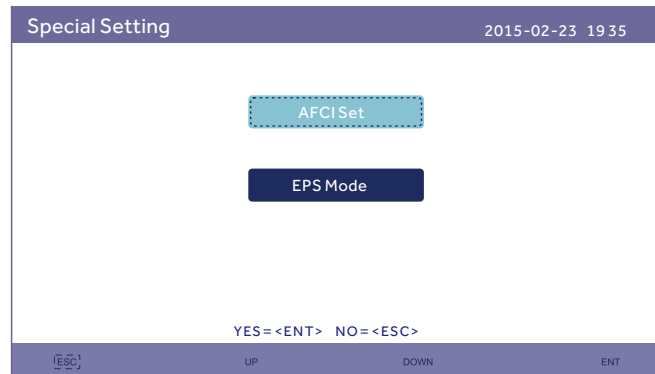 Special Setting 2015-02-23 19 35
AFCI Set
EPS Mode
YES=<ENT> NO=<ESC>
ESC UP DOWN ENT